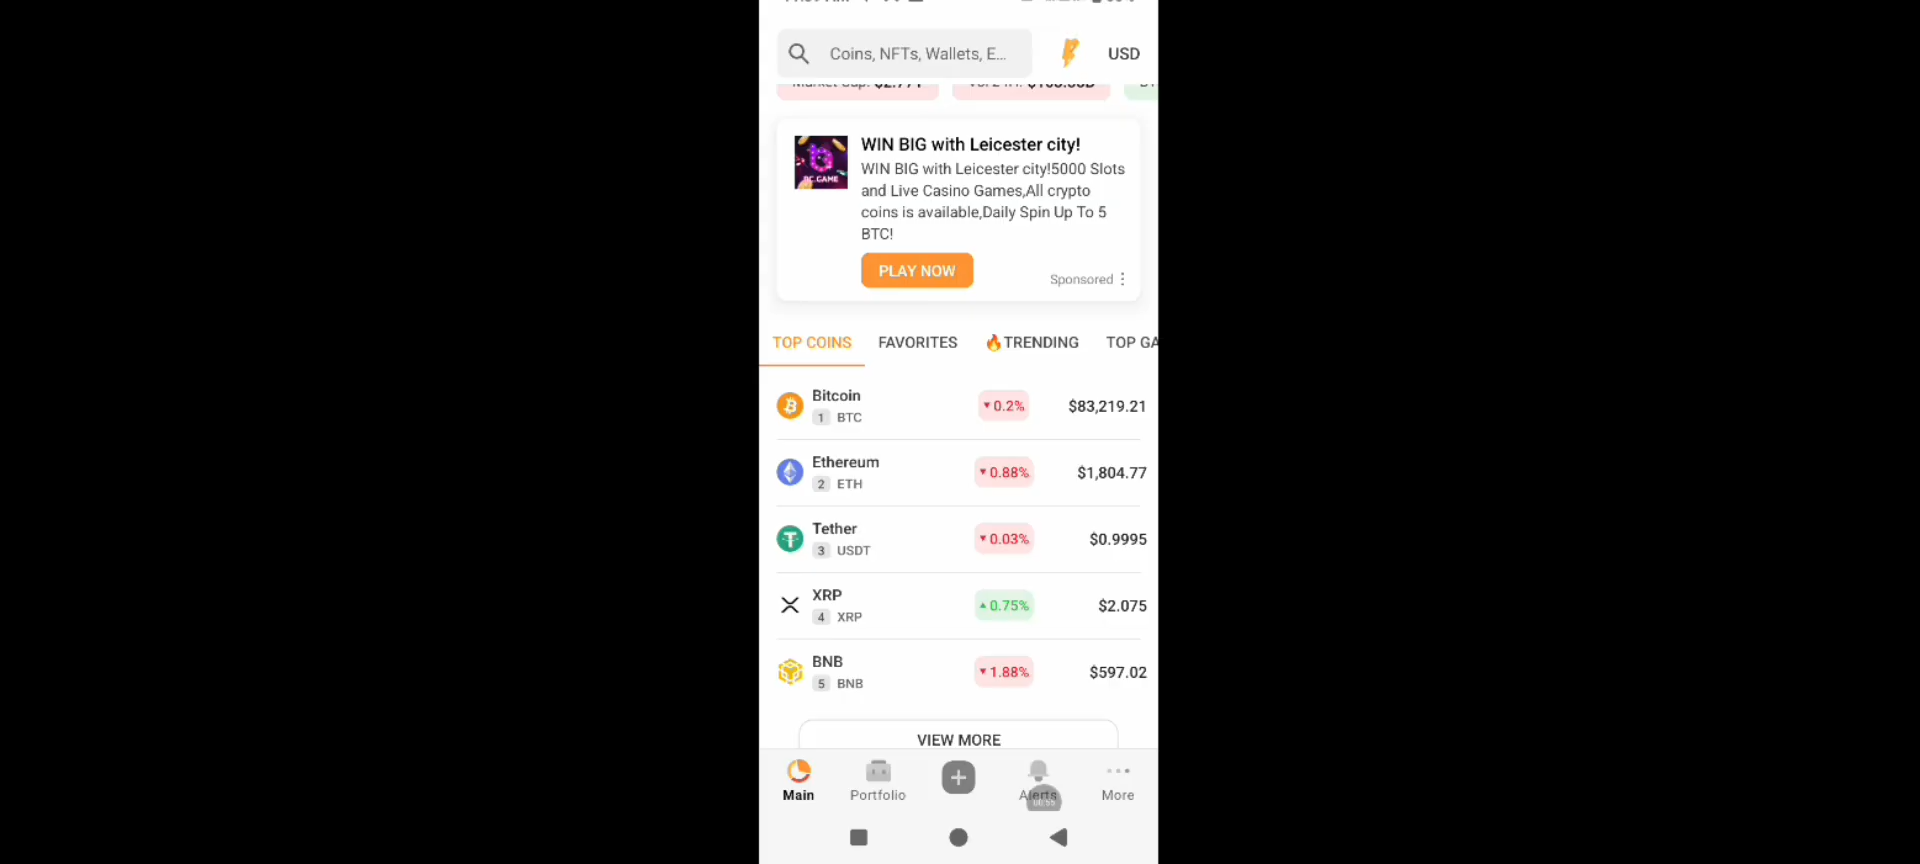 Coins, NFTs, Wallets, E...
USD
WIN BIG with Leicester city!
WIN BIG with Leicester city!5000 Slots
and Live Casino Games,All crypto
coins is available,Daily Spin Up To 5
BTC!
BC.GAME
PLAY NOW
Sponsored
TOP COINS FAVORITES 🔥TRENDING TOP GA
Bitcoin
1 BTC
▼0.2%
$83,219.21
Ethereum
2 ETH
▼0.88%
$1,804.77
Tether
3 USDT
▼0.03%
$0.9995
XRP
4 XRP
▲0.75%
$2.075
BNB
5 BNB
▼1.88%
$597.02
VIEW MORE
Main Portfolio Alerts More